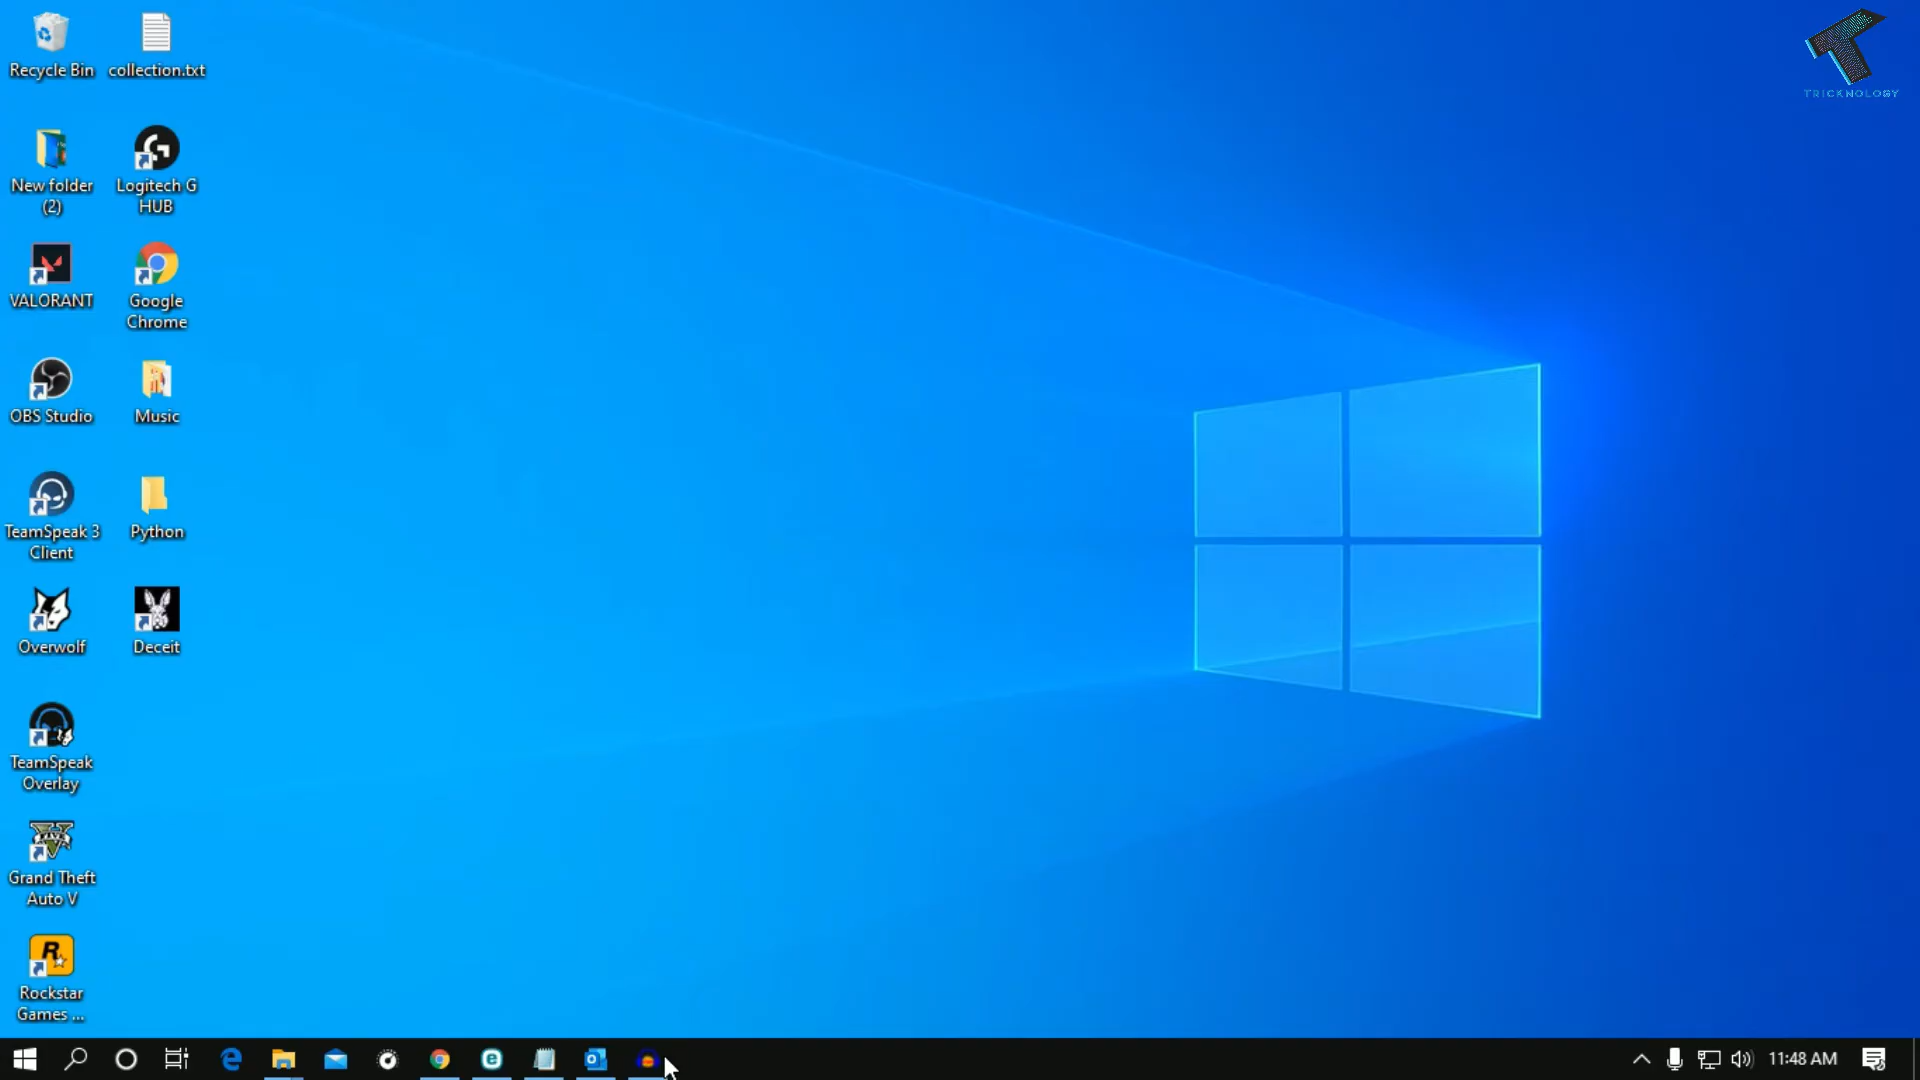 Recycle Bin
collection.txt
TRICKNOLOGY
New folder
(2)
Logitech G
HUB
VALORANT
Google
Chrome
OBS Studio
Music
TeamSpeak 3
Client
Python
Overwolf
Deceit
TeamSpeak
Overlay
Grand Theft
Auto V
Rockstar
Games ...
11:48 AM